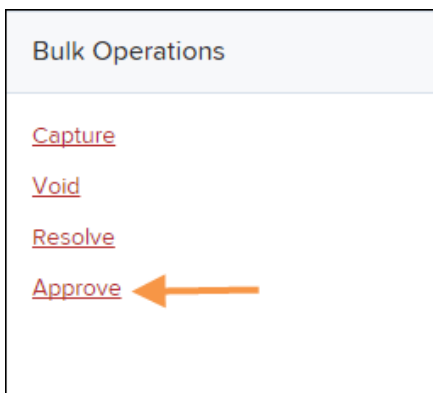 Bulk Operations
Capture
Void
Resolve
Approve